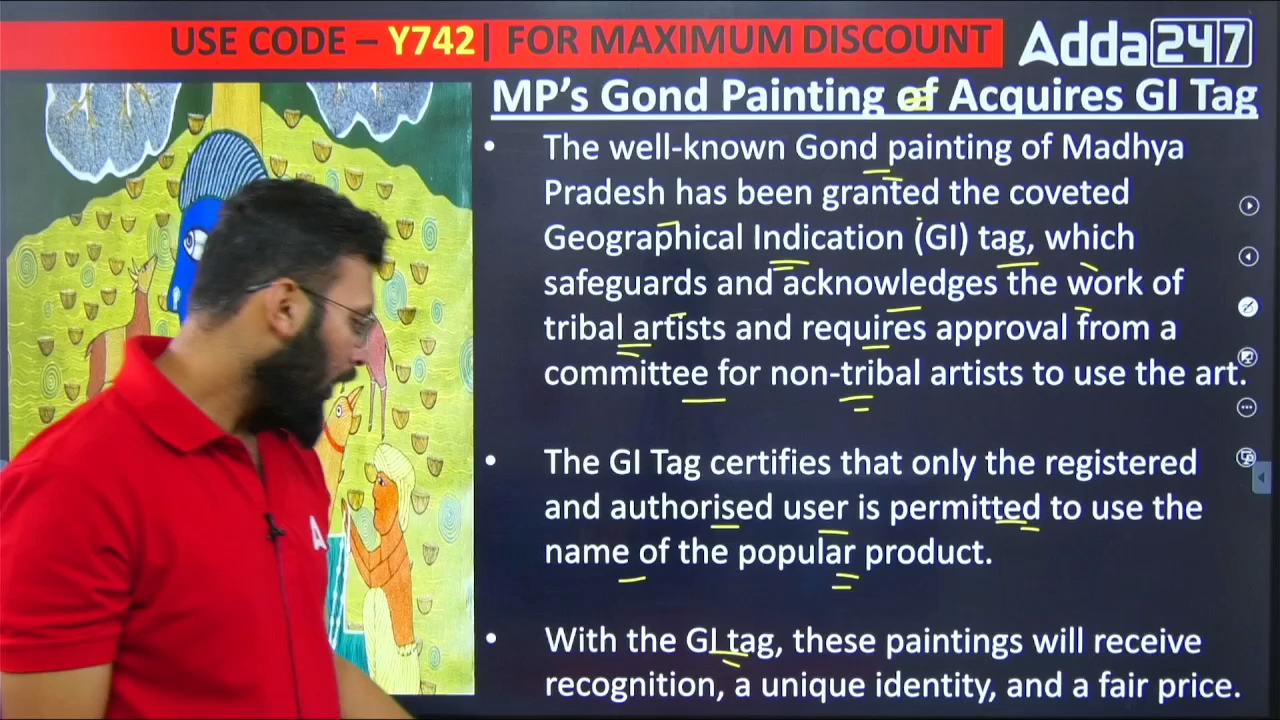 USE CODE – Y742 | FOR MAXIMUM DISCOUNT
Adda247
MP's Gond Painting of Acquires GI Tag
• The well-known Gond painting of Madhya
Pradesh has been granted the coveted
Geographical Indication (GI) tag, which
safeguards and acknowledges the work of
tribal artists and requires approval from a
committee for non-tribal artists to use the art.
• The GI Tag certifies that only the registered
and authorised user is permitted to use the
name of the popular product.
• With the GI tag, these paintings will receive
recognition, a unique identity, and a fair price.
A